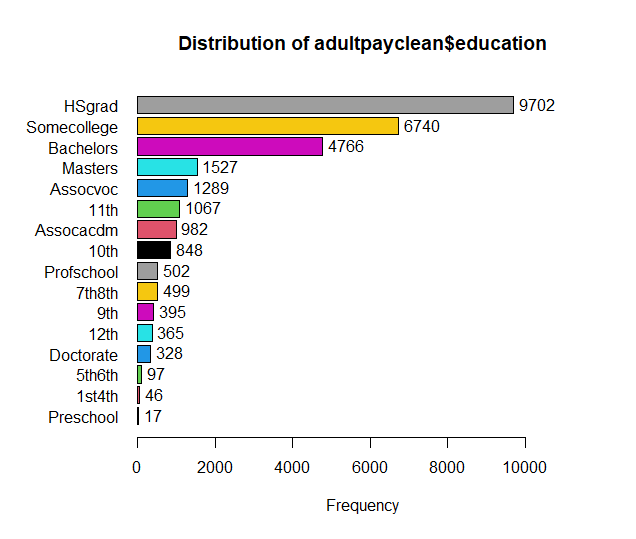 Distribution of adultpayclean$education
HSgrad 9702
Somecollege 6740
Bachelors 4766
Masters 1527
Assocvoc 1289
11th 1067
Assocacdm 982
10th 848
Profschool 502
7th8th 499
9th 395
12th 365
Doctorate 328
5th6th 97
1st4th 46
Preschool 17
0 2000 4000 6000 8000 10000
Frequency